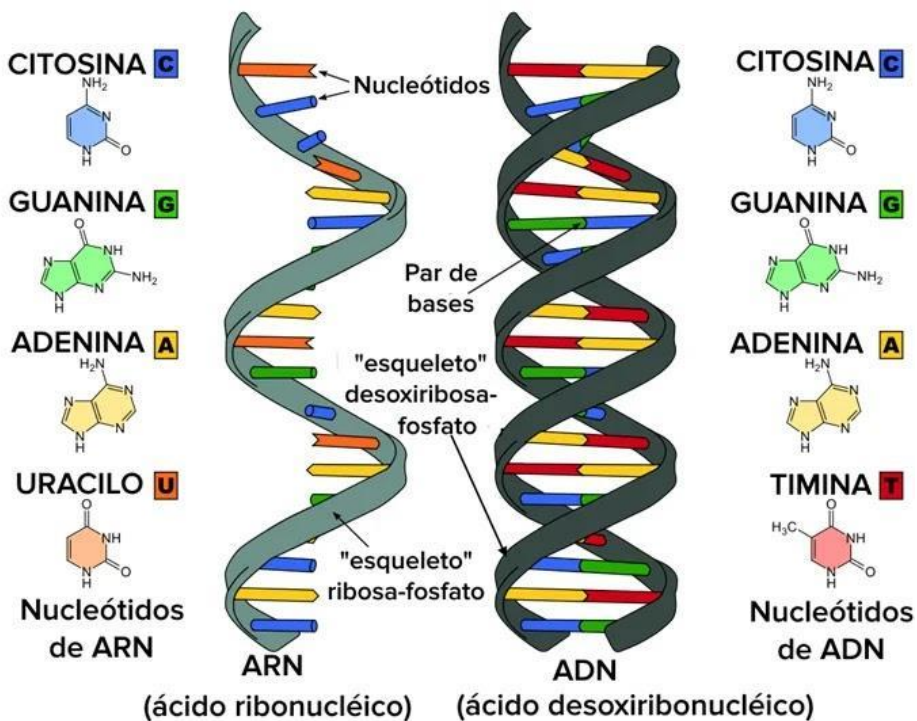 CITOSINA C
NH₂
N
N
H
O
GUANINA G
O
N
NH
N
H
N
NH₂
ADENINA A
H₂N
N
N
N
H
N
URACILO U
O
NH
N
H
O
Nucleótidos
de ARN
Nucleótidos
Par de
bases
"esqueleto"
desoxiribosa-
fosfato
"esqueleto"
ribosa-fosfato
ARN
(ácido ribonucléico)
ADN
(ácido desoxiribonucléico)
CITOSINA C
NH₂
N
N
H
O
GUANINA G
O
N
NH
N
H
N
NH₂
ADENINA A
H₂N
N
N
N
H
N
TIMINA T
O
H₃C
NH
N
H
O
Nucleótidos
de ADN